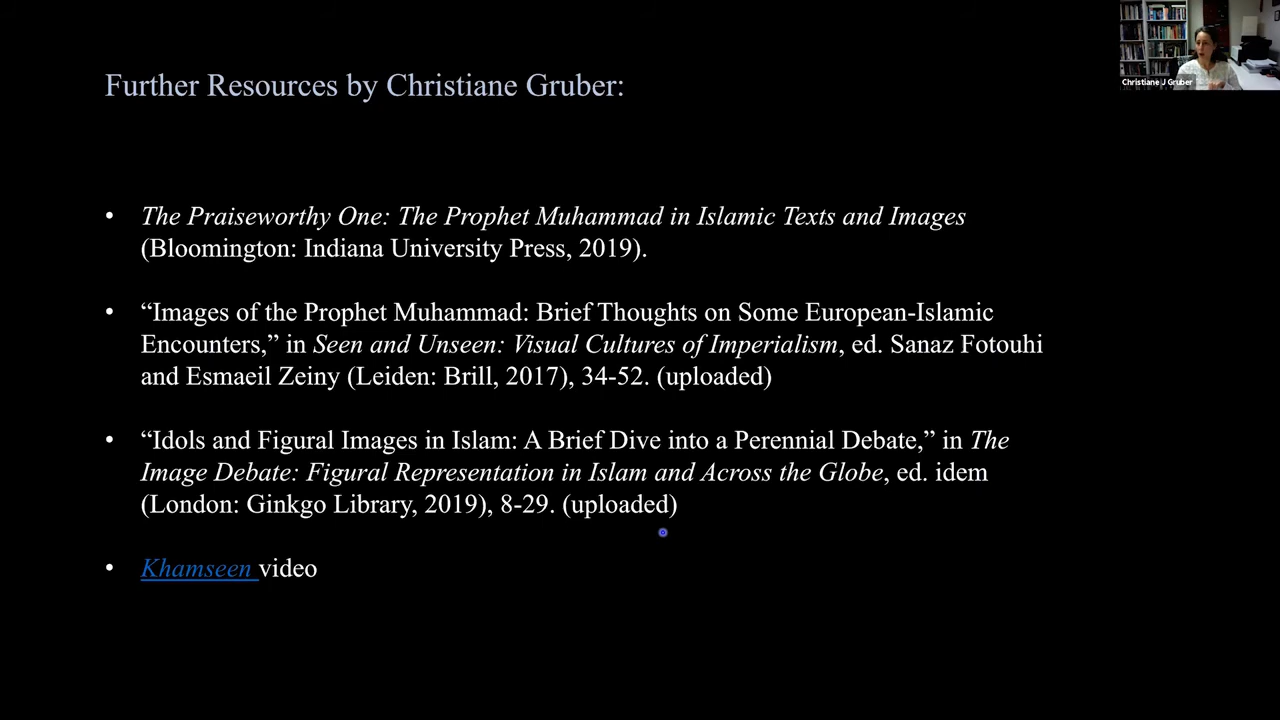 Christiane J Gruber
Further Resources by Christiane Gruber:
• The Praiseworthy One: The Prophet Muhammad in Islamic Texts and Images
(Bloomington: Indiana University Press, 2019).
• “Images of the Prophet Muhammad: Brief Thoughts on Some European-Islamic
Encounters,” in Seen and Unseen: Visual Cultures of Imperialism, ed. Sanaz Fotouhi
and Esmaeil Zeiny (Leiden: Brill, 2017), 34-52. (uploaded)
• “Idols and Figural Images in Islam: A Brief Dive into a Perennial Debate,” in The
Image Debate: Figural Representation in Islam and Across the Globe, ed. idem
(London: Ginkgo Library, 2019), 8-29. (uploaded)
• Khamseen video